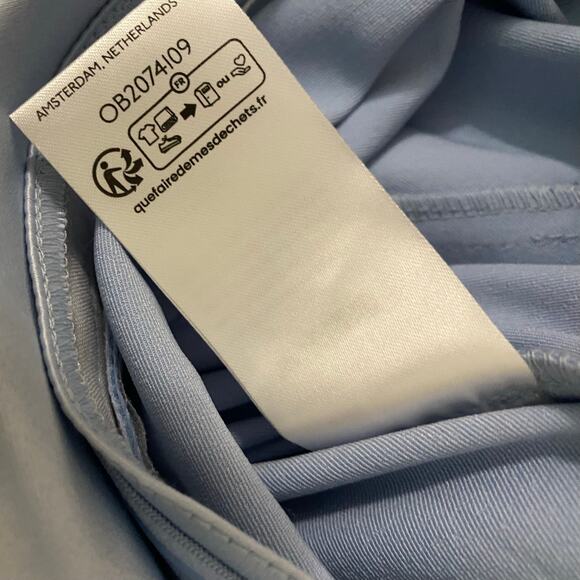 AMSTERDAM, NETHERLANDS
OB2074109
FR
OU
quefairedemesdechets.fr